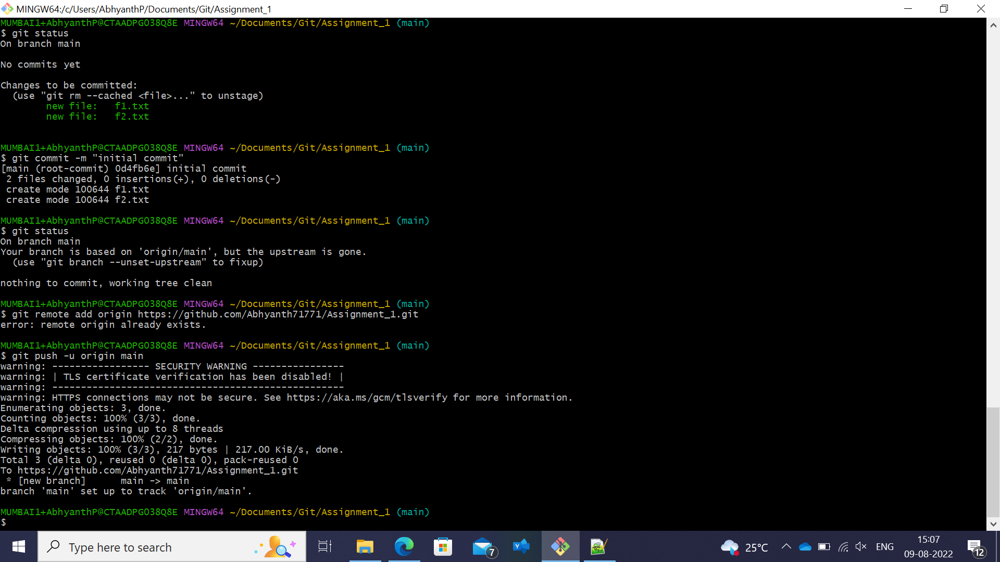 MINGW64:/c/Users/AbhyanthP/Documents/Git/Assignment_1
MUMBAI1+AbhyanthP@CTAADPG038Q8E MINGW64 ~/Documents/Git/Assignment_1 (main)
$ git status
On branch main
No commits yet
Changes to be committed:
(use "git rm --cached <file>..." to unstage)
new file: f1.txt
new file: f2.txt
MUMBAI1+AbhyanthP@CTAADPG038Q8E MINGW64 ~/Documents/Git/Assignment_1 (main)
$ git commit -m "initial commit"
[main (root-commit) 0d4fb6e] initial commit
2 files changed, 0 insertions(+), 0 deletions(-)
create mode 100644 f1.txt
create mode 100644 f2.txt
MUMBAI1+AbhyanthP@CTAADPG038Q8E MINGW64 ~/Documents/Git/Assignment_1 (main)
$ git status
On branch main
Your branch is based on 'origin/main', but the upstream is gone.
(use "git branch --unset-upstream" to fixup)
nothing to commit, working tree clean
MUMBAI1+AbhyanthP@CTAADPG038Q8E MINGW64 ~/Documents/Git/Assignment_1 (main)
$ git remote add origin https://github.com/Abhyanth71771/Assignment_1.git
error: remote origin already exists.
MUMBAI1+AbhyanthP@CTAADPG038Q8E MINGW64 ~/Documents/Git/Assignment_1 (main)
$ git push -u origin main
warning: ----------------- SECURITY WARNING ----------------
warning: | TLS certificate verification has been disabled! |
warning: ---------------------------------------------------
warning: HTTPS connections may not be secure. See https://aka.ms/gcm/tlsverify for more information.
Enumerating objects: 3, done.
Counting objects: 100% (3/3), done.
Delta compression using up to 8 threads
Compressing objects: 100% (2/2), done.
Writing objects: 100% (3/3), 217 bytes | 217.00 KiB/s, done.
Total 3 (delta 0), reused 0 (delta 0), pack-reused 0
To https://github.com/Abhyanth71771/Assignment_1.git
* [new branch] main -> main
branch 'main' set up to track 'origin/main'.
MUMBAI1+AbhyanthP@CTAADPG038Q8E MINGW64 ~/Documents/Git/Assignment_1 (main)
$
Type here to search
7
Y
25°C
ENG
15:07
09-08-2022
12